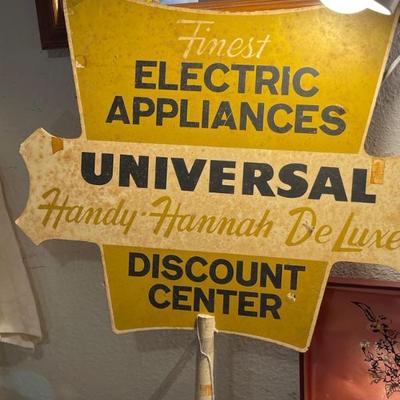 Finest
ELECTRIC
APPLIANCES
UNIVERSAL
Handy-Hannah De Luxe
DISCOUNT
CENTER